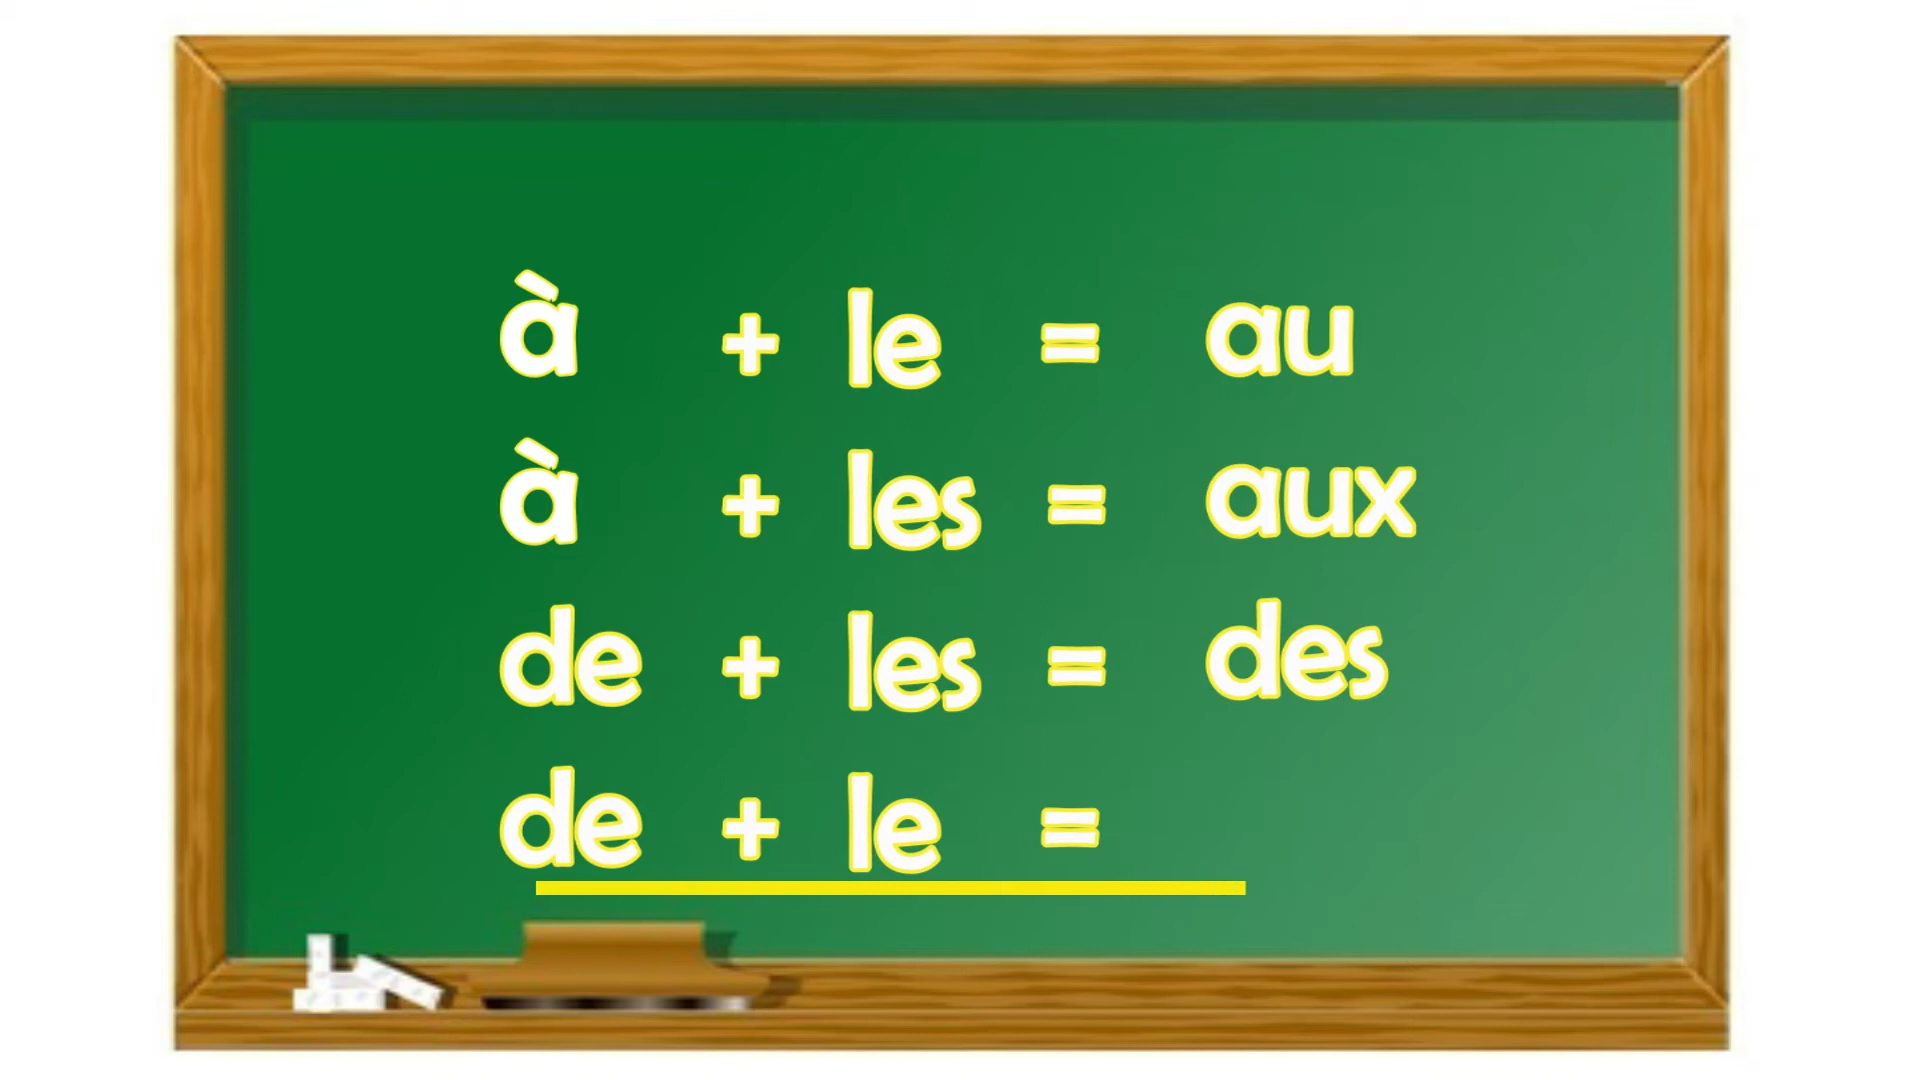 à + le = au
à + les = aux
de + les = des
de + le =